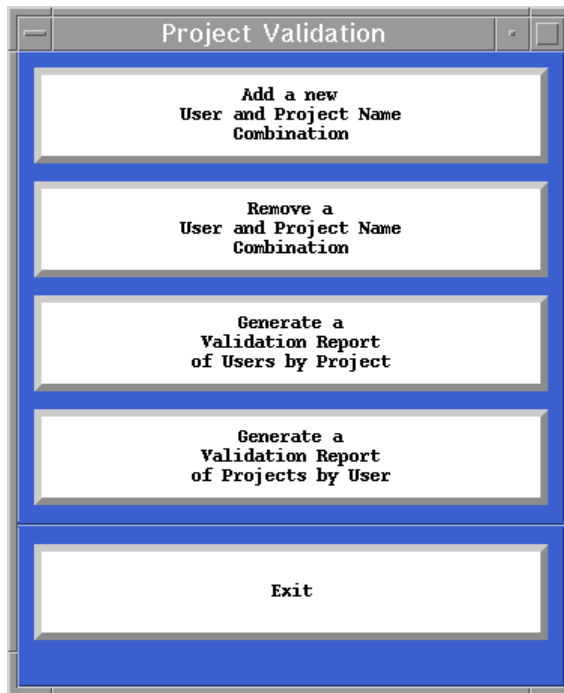 Project Validation
Add a new
User and Project Name
Combination
Remove a
User and Project Name
Combination
Generate a
Validation Report
of Users by Project
Generate a
Validation Report
of Projects by User
Exit